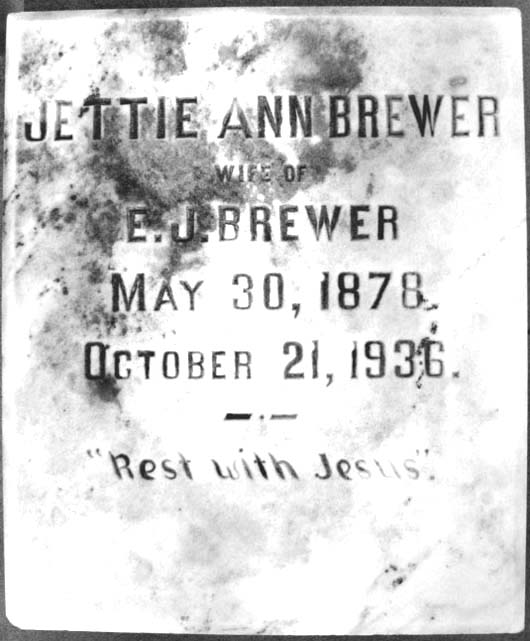 JETTIE ANN BREWER
WIFE OF
E. J. BREWER
MAY 30, 1878.
OCTOBER 21, 1936.
"Rest with Jesus".